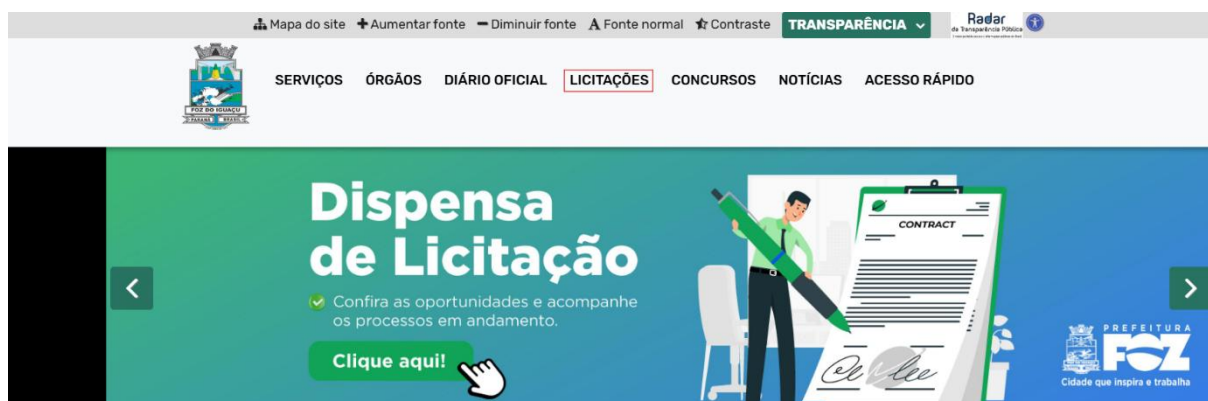 Mapa do site +Aumentar fonte −Diminuir fonte A Fonte normal Contraste TRANSPARÊNCIA Radar
da Transparência Pública
SERVIÇOS ÓRGÃOS DIÁRIO OFICIAL LICITAÇÕES CONCURSOS NOTÍCIAS ACESSO RÁPIDO
FOZ DO IGUAÇU
PARANÁ BRASIL
Dispensa
de Licitação
CONTRACT
Confira as oportunidades e acompanhe
os processos em andamento.
Clique aqui!
PREFEITURA
FOZ
Cidade que inspira e trabalha